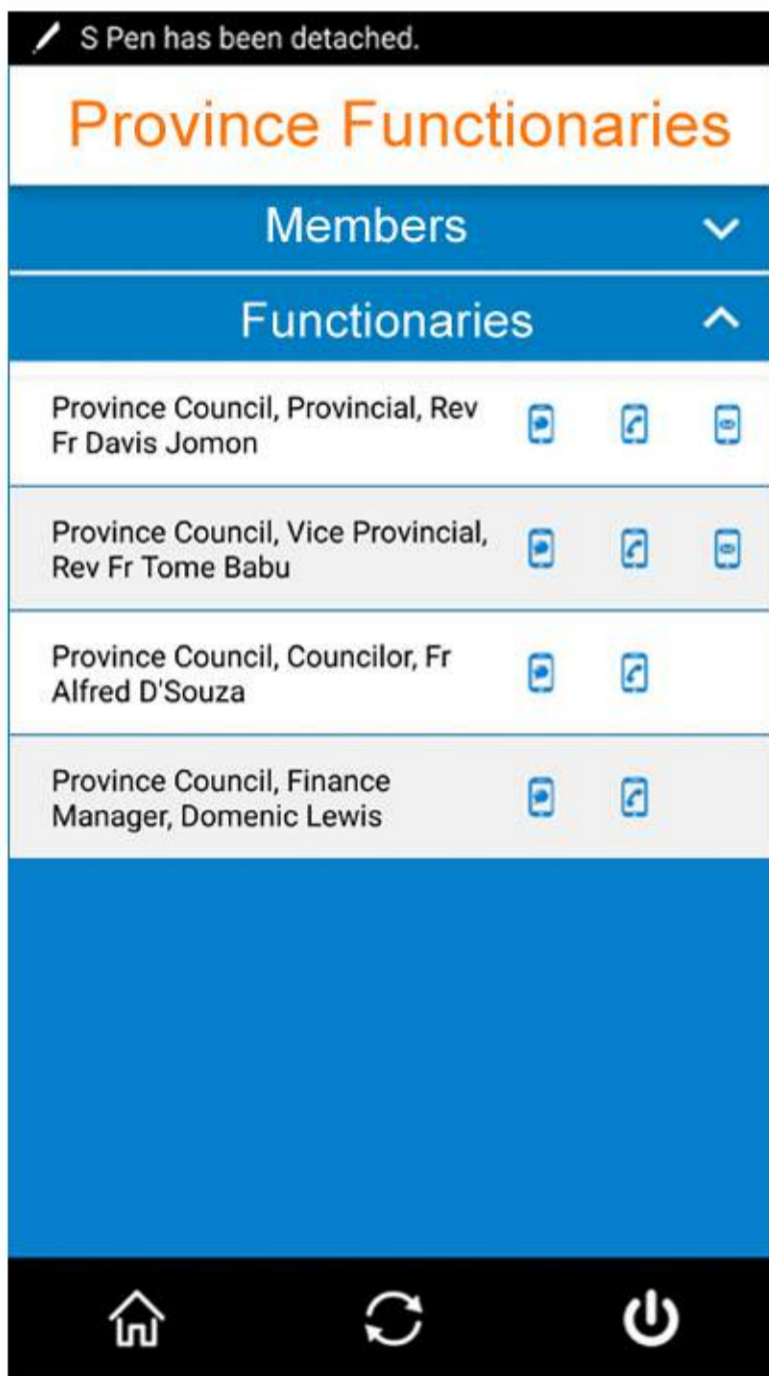 S Pen has been detached.
Province Functionaries
Members
Functionaries
Province Council, Provincial, Rev
Fr Davis Jomon
Province Council, Vice Provincial,
Rev Fr Tome Babu
Province Council, Councilor, Fr
Alfred D'Souza
Province Council, Finance
Manager, Domenic Lewis